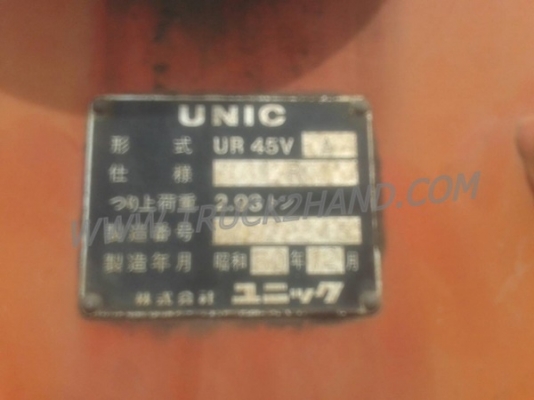 UNIC
形式 UR 45V
仕様
つり上荷重 2.93トン
製造番号
製造年月 昭和 年 月
株式会社 ユニック
WWW.TRUCK2HAND.COM